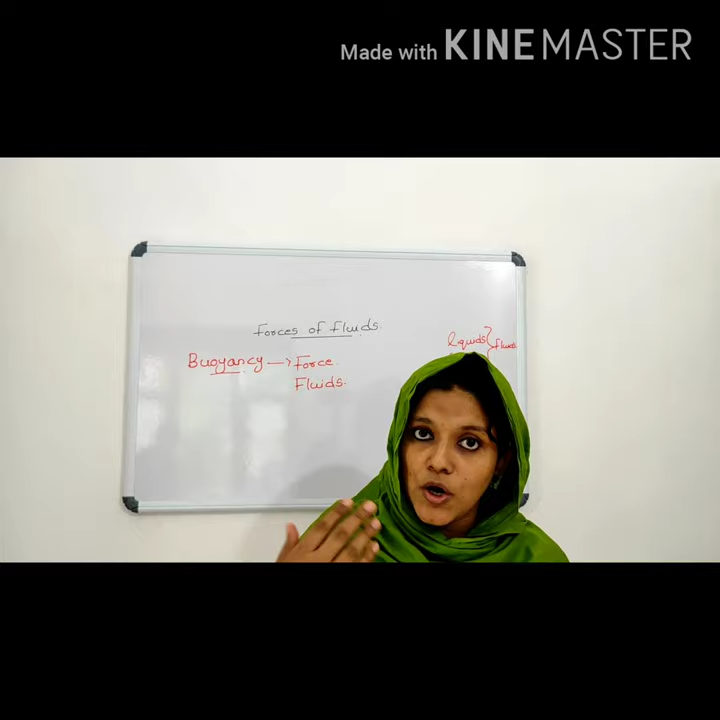 Made with KINEMASTER
Forces of Fluids.
Buoyancy → Force
Fluids.
liquids} fluids